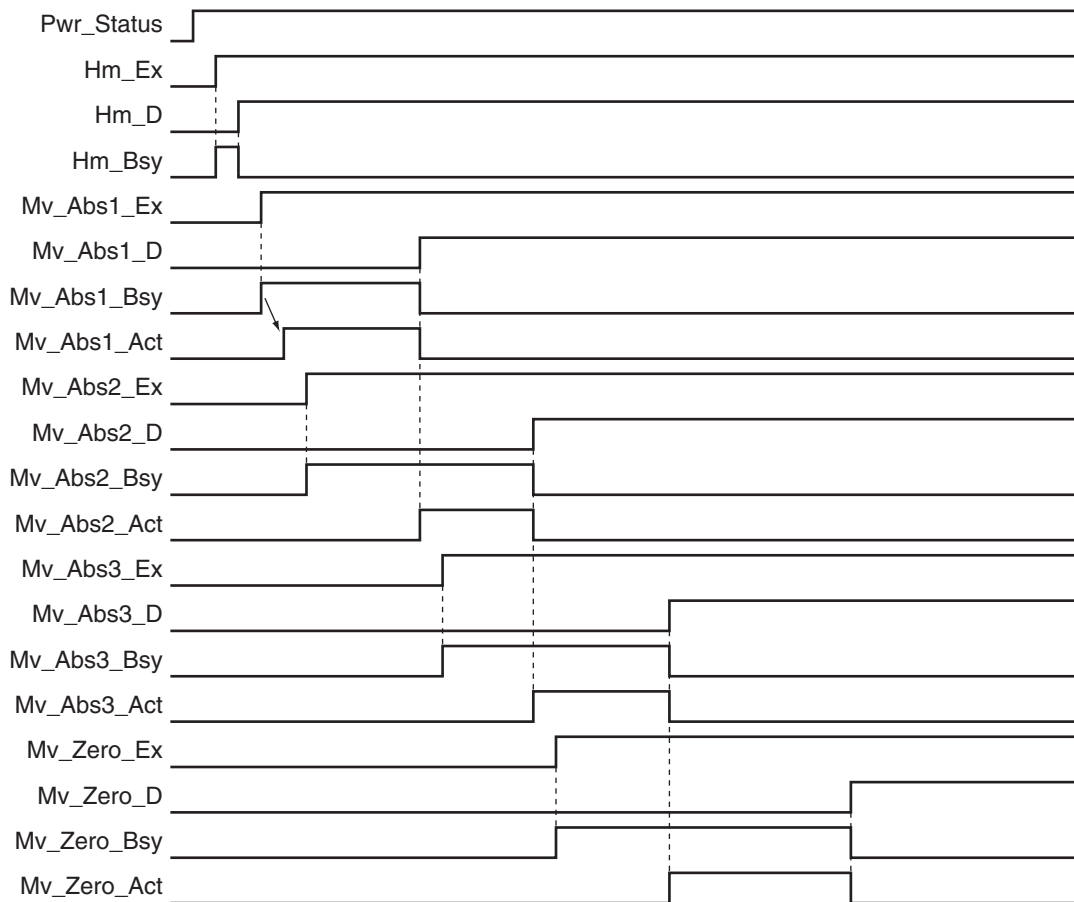 Pwr_Status
Hm_Ex
Hm_D
Hm_Bsy
Mv_Abs1_Ex
Mv_Abs1_D
Mv_Abs1_Bsy
Mv_Abs1_Act
Mv_Abs2_Ex
Mv_Abs2_D
Mv_Abs2_Bsy
Mv_Abs2_Act
Mv_Abs3_Ex
Mv_Abs3_D
Mv_Abs3_Bsy
Mv_Abs3_Act
Mv_Zero_Ex
Mv_Zero_D
Mv_Zero_Bsy
Mv_Zero_Act